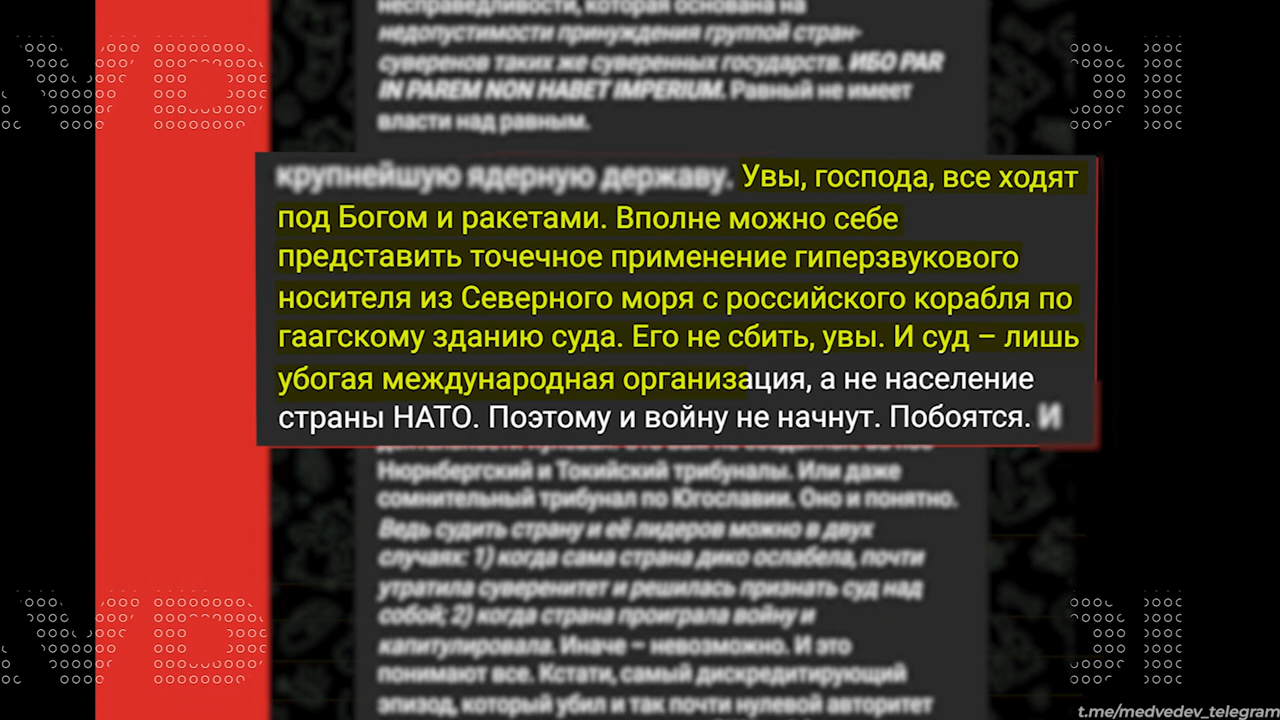 несправедливости, которая основана на
недопустимости принуждения группой стран-
суверенов таких же суверенных государств. ИБО PAR
IN PAREM NON HABET IMPERIUM. Равный не имеет
власти над равным.
крупнейшую ядерную державу. Увы, господа, все ходят
под Богом и ракетами. Вполне можно себе
представить точечное применение гиперзвукового
носителя из Северного моря с российского корабля по
гаагскому зданию суда. Его не сбить, увы. И суд – лишь
убогая международная организация, а не население
страны НАТО. Поэтому и войну не начнут. Побоятся. И
Нюрнбергский и Токийский трибуналы. Или даже
сомнительный трибунал по Югославии. Оно и понятно.
Ведь судить страну и её лидеров можно в двух
случаях: 1) когда сама страна дико ослабела, почти
утратила суверенитет и решилась признать суд над
собой; 2) когда страна проиграла войну и
капитулировала. Иначе – невозможно. И это
понимают все. Кстати, самый дискредитирующий
эпизод, который убил и так почти нулевой авторитет
t.me/medvedev_telegram